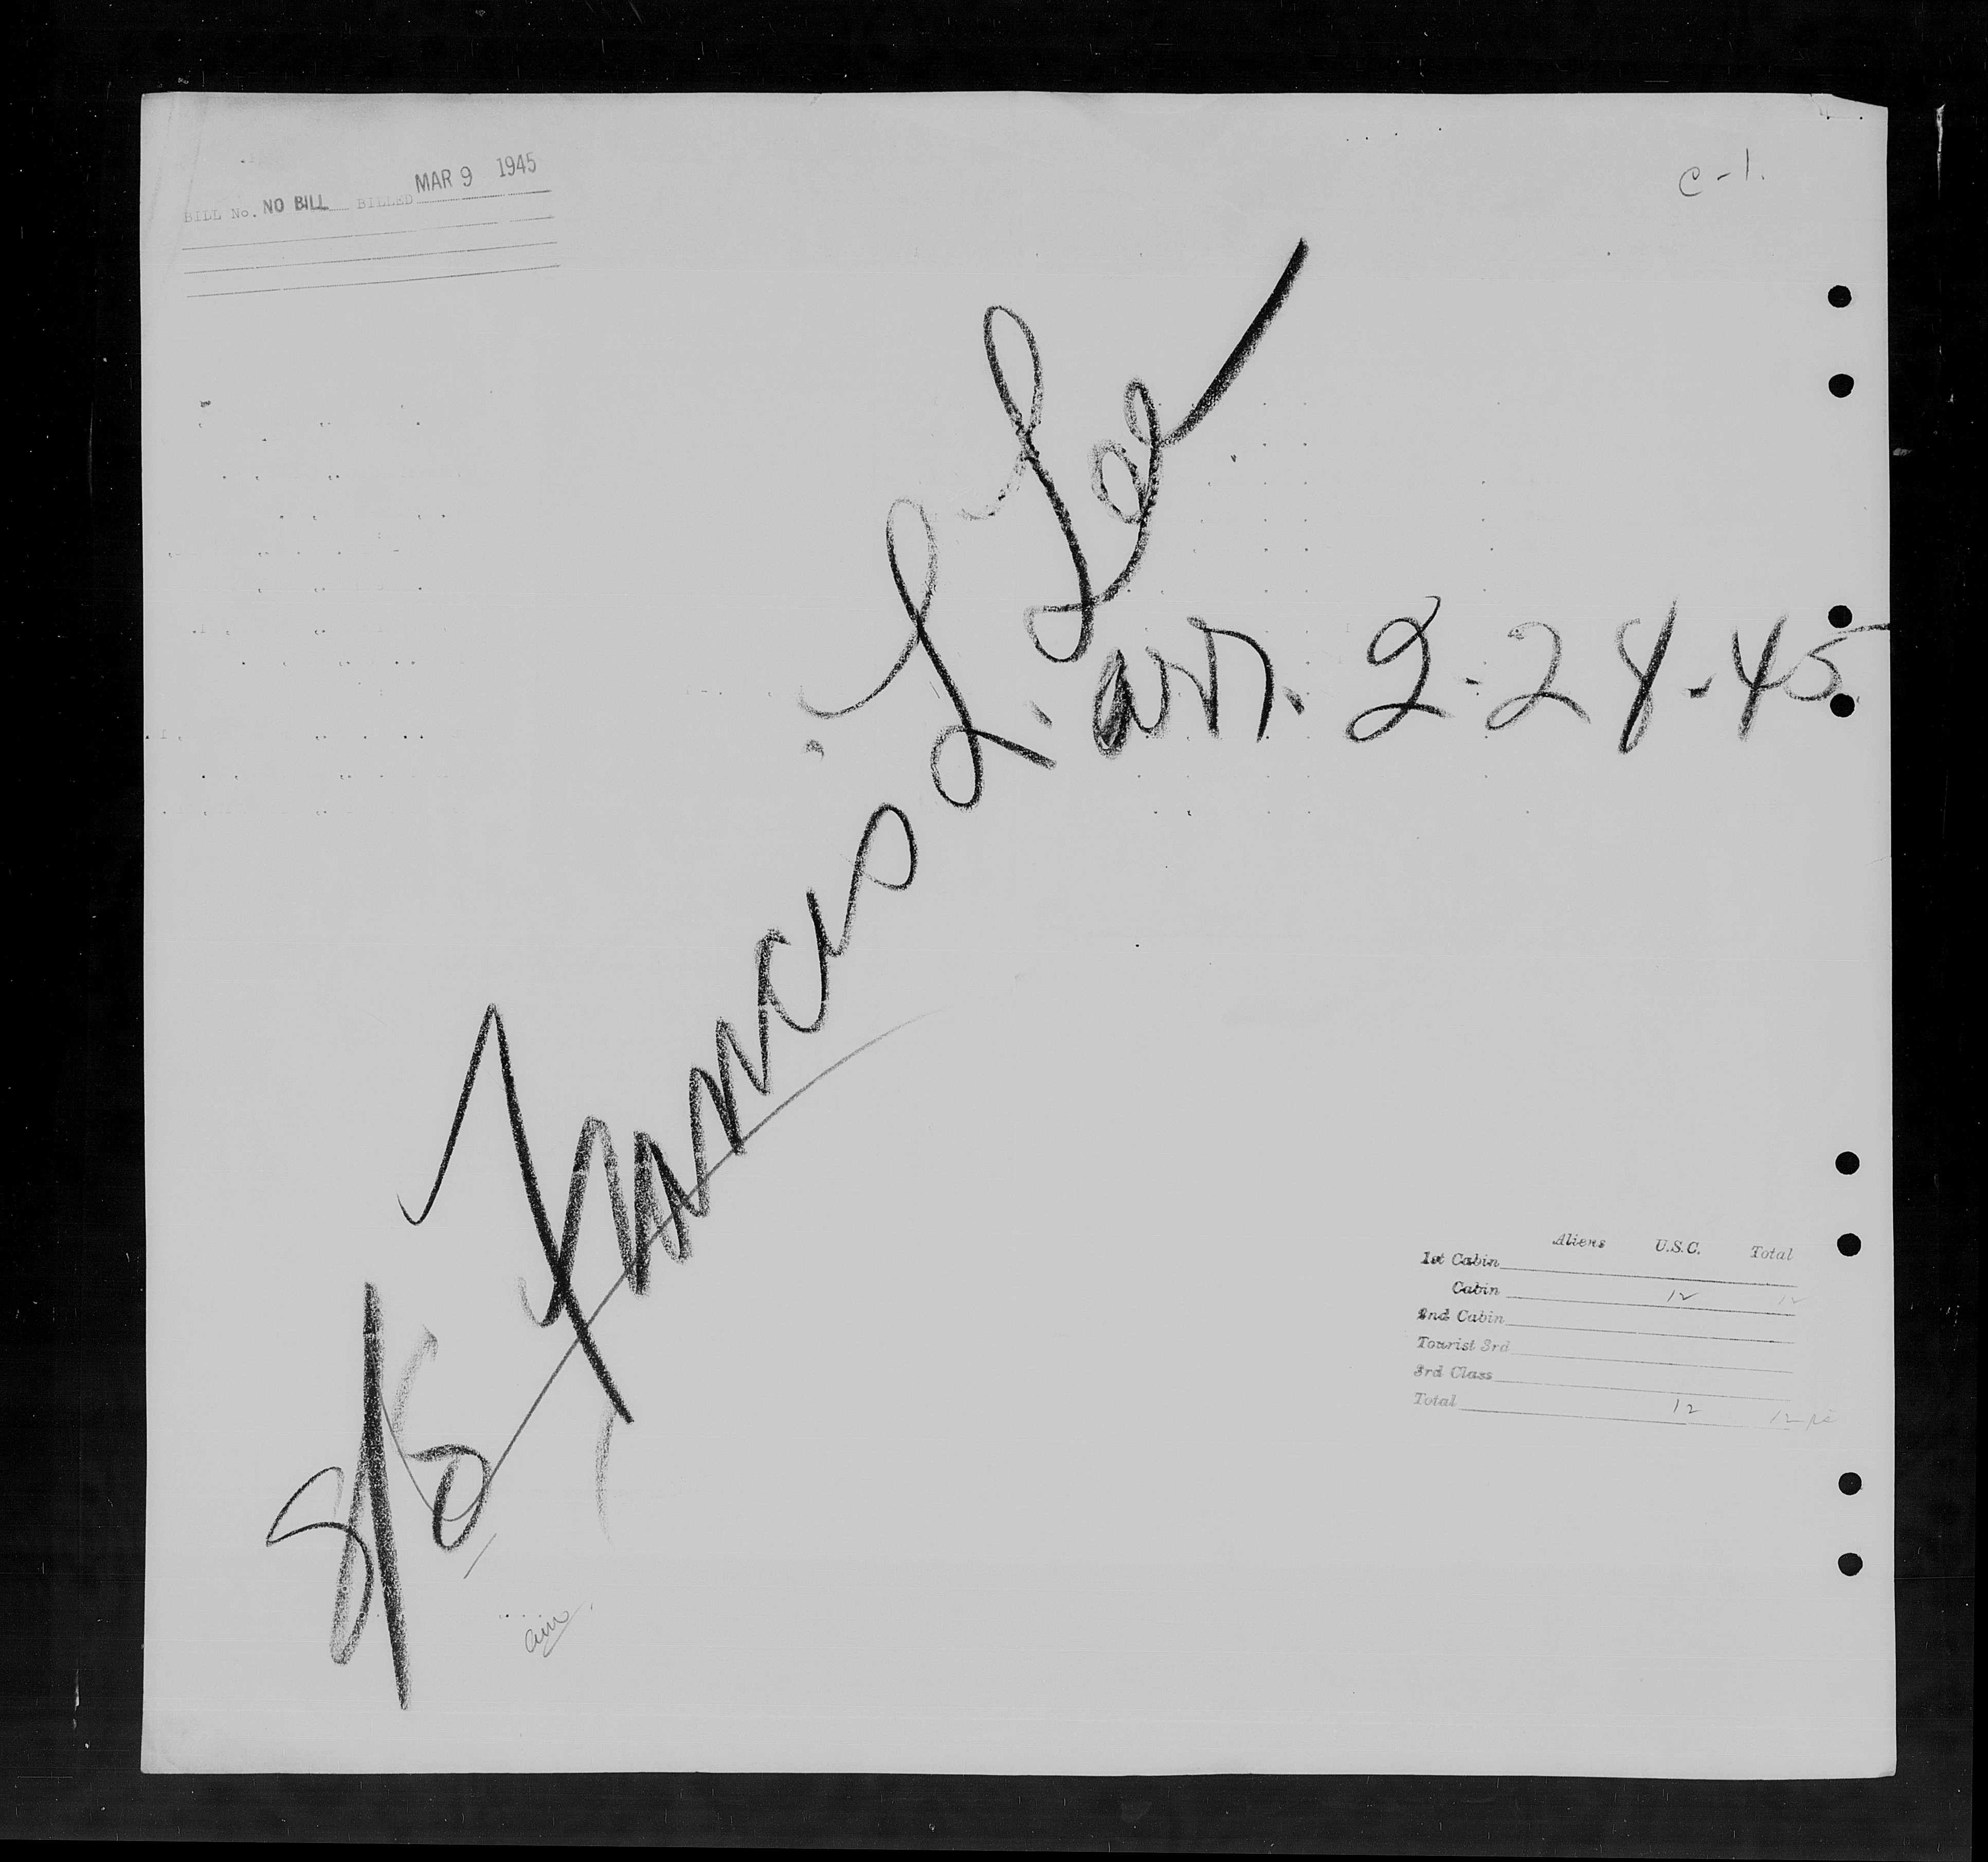 MAR 9 1945
BILL No. NO BILL BILLED
C-1.
S/S Francis L. Lee
arr. 2-28-45
Aliens U.S.C. Total
1st Cabin
Cabin 12 12
2nd Cabin
Tourist 3rd
3rd Class
Total 12 12